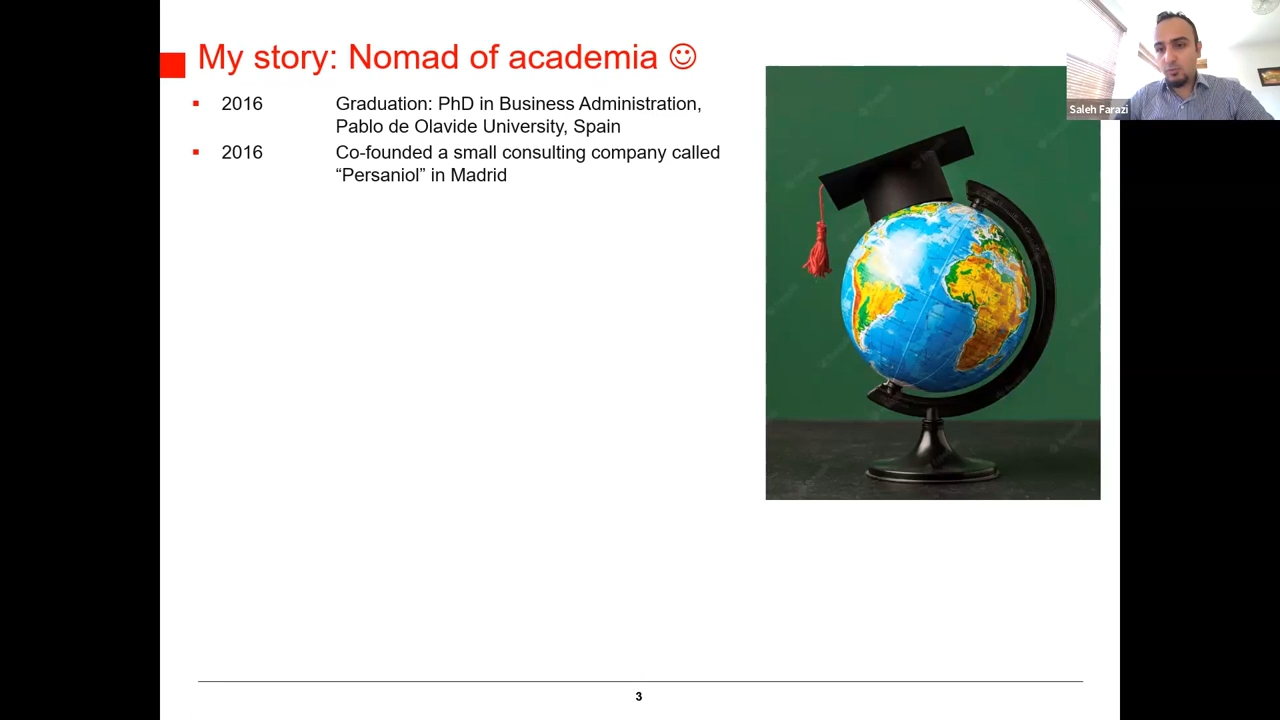 My story: Nomad of academia ☺
▪ 2016 Graduation: PhD in Business Administration,
Pablo de Olavide University, Spain
▪ 2016 Co-founded a small consulting company called
“Persaniol” in Madrid
Saleh Farazi
3